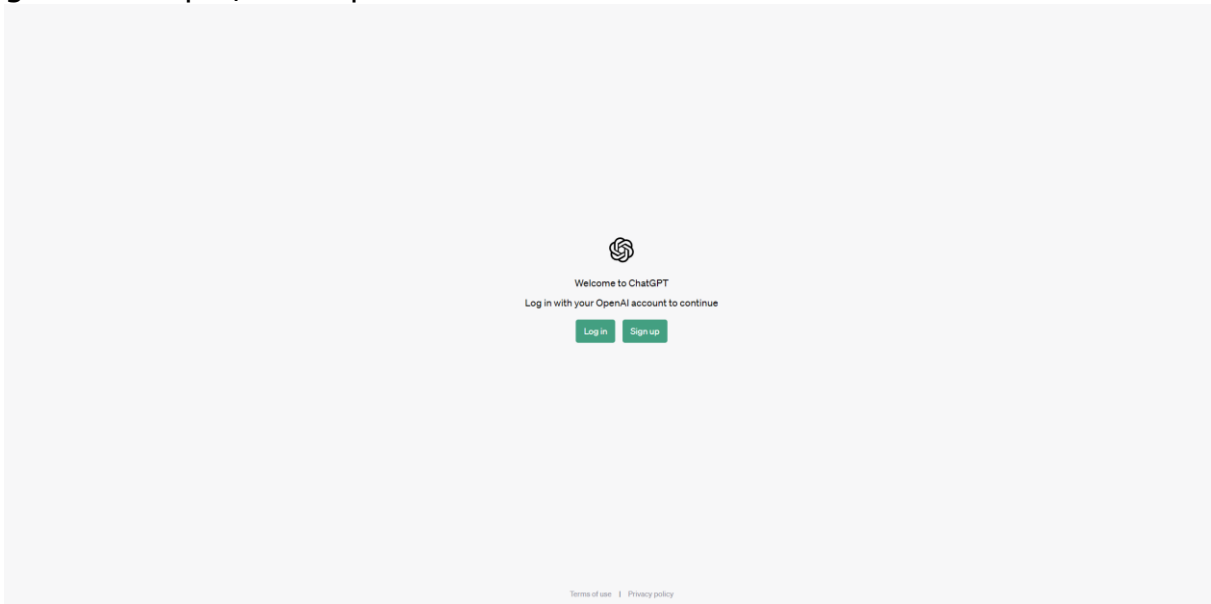 Welcome to ChatGPT
Log in with your OpenAI account to continue
Log in Sign up
Terms of use | Privacy policy